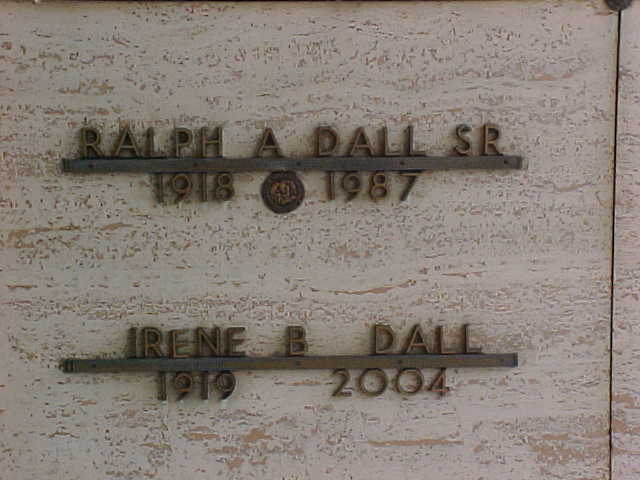 RALPH A DALL SR
1918 1987
IRENE B DALL
1919 2004